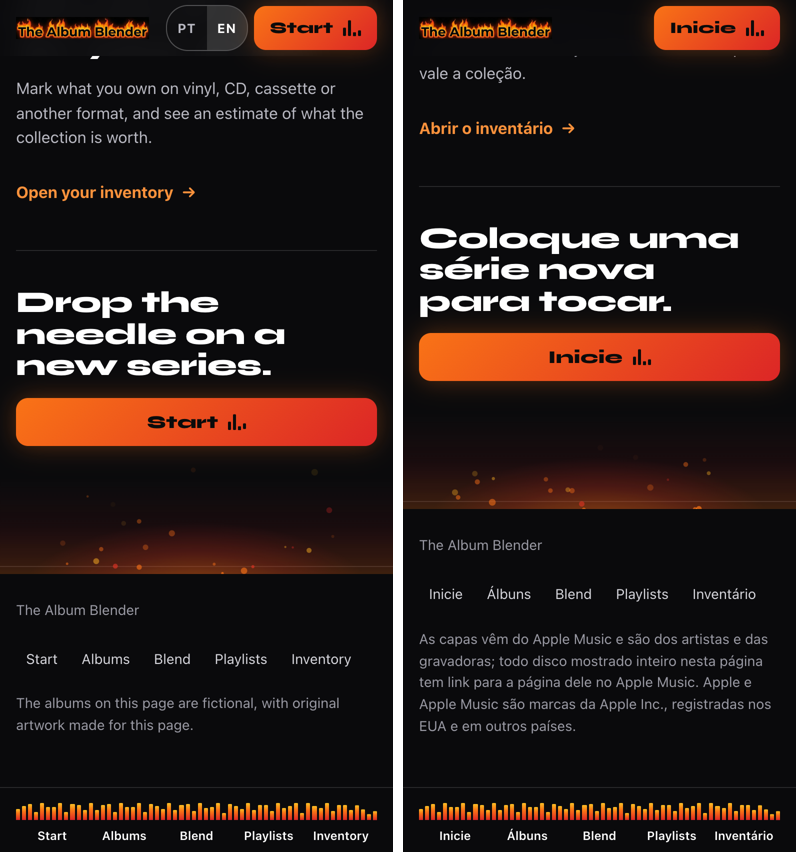 The Album Blender
PT
EN
Start
Mark what you own on vinyl, CD, cassette or
another format, and see an estimate of what the
collection is worth.
Open your inventory →
Drop the
needle on a
new series.
Start
The Album Blender
Start Albums Blend Playlists Inventory
The albums on this page are fictional, with original
artwork made for this page.
Start Albums Blend Playlists Inventory
The Album Blender
Inicie
vale a coleção.
Abrir o inventário →
Coloque uma
série nova
para tocar.
Inicie
The Album Blender
Inicie Álbuns Blend Playlists Inventário
As capas vêm do Apple Music e são dos artistas e das
gravadoras; todo disco mostrado inteiro nesta página
tem link para a página dele no Apple Music. Apple e
Apple Music são marcas da Apple Inc., registradas nos
EUA e em outros países.
Inicie Álbuns Blend Playlists Inventário